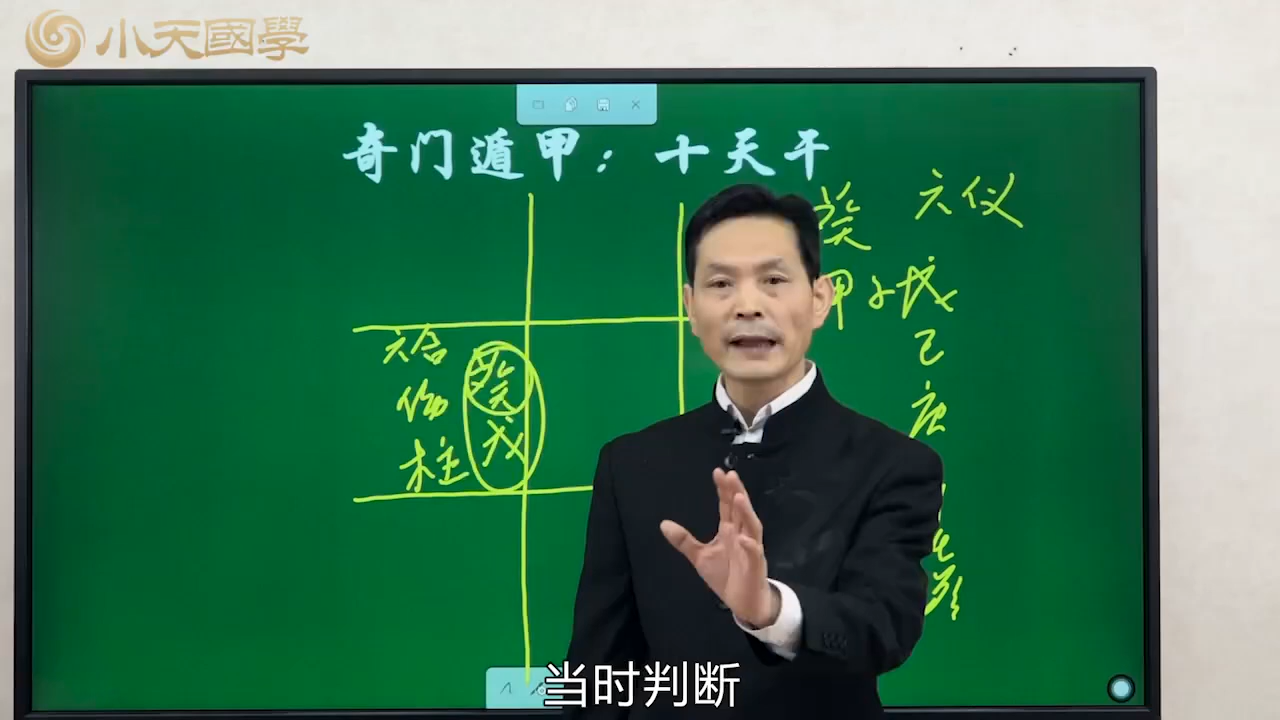 小天國學
奇门遁甲：十天干
癸 六仪
甲子戊
己
庚
六合 癸
伤 戊
柱
当时判断